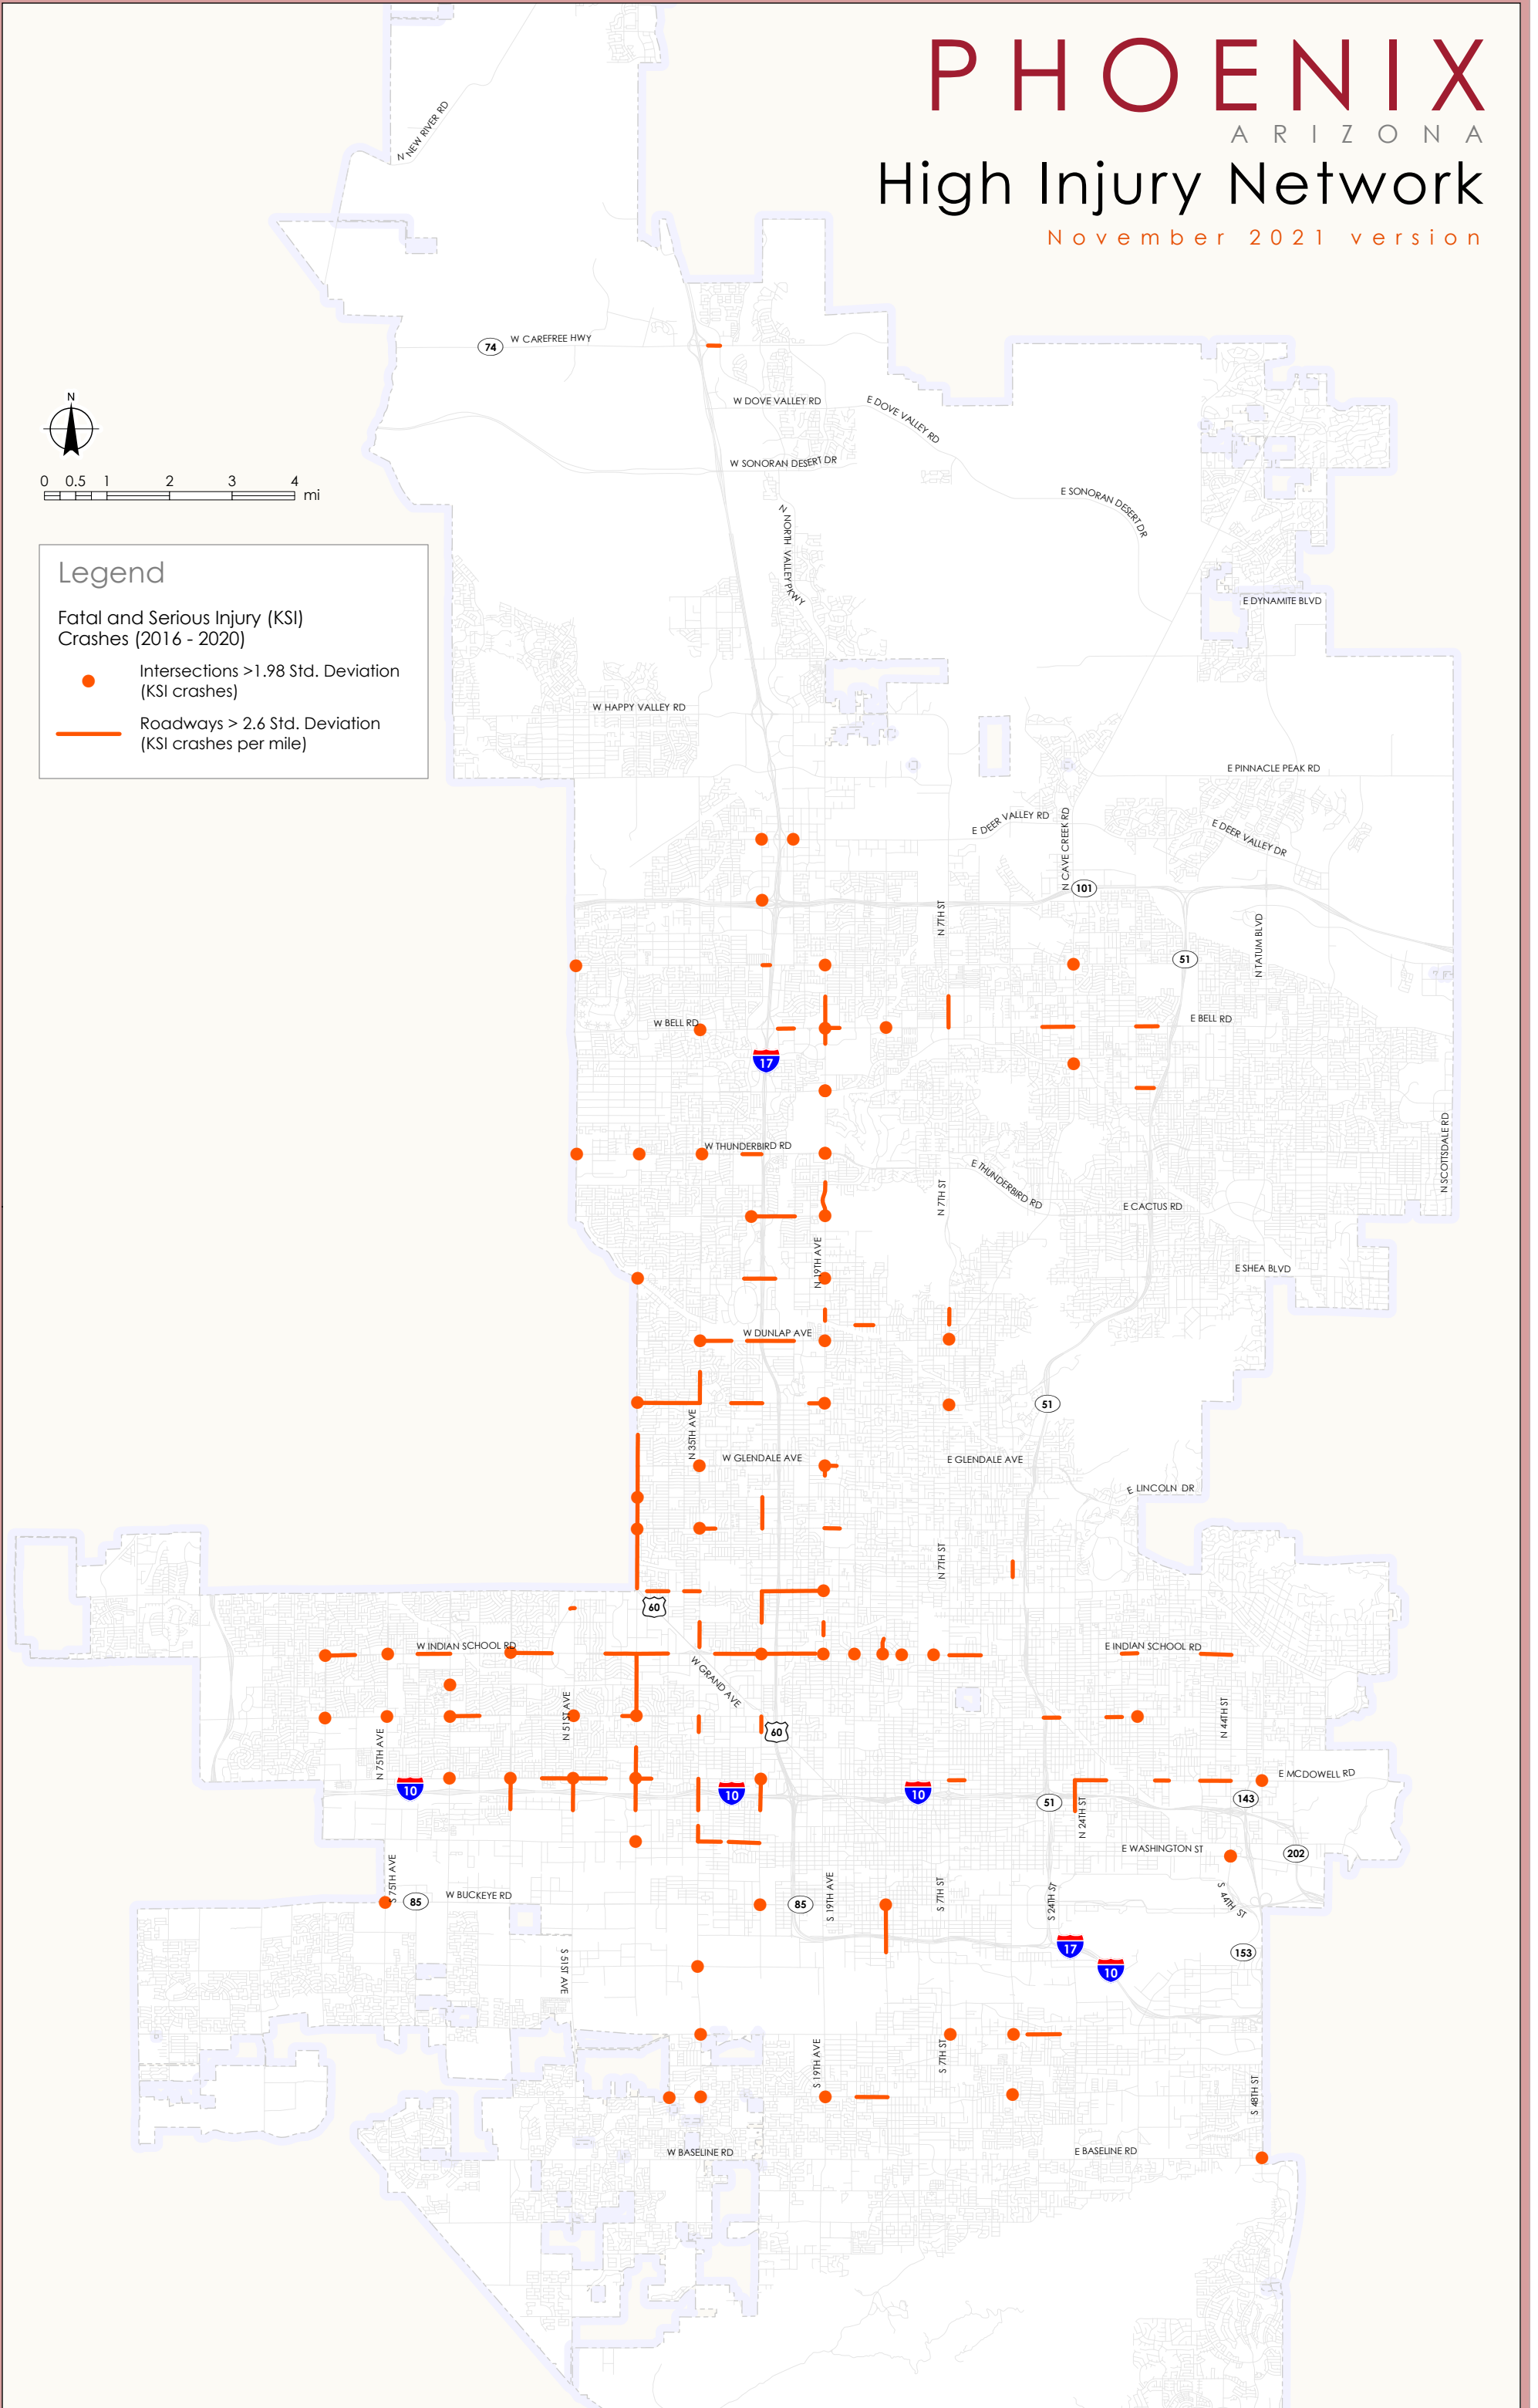 PHOENIX
ARIZONA
High Injury Network
November 2021 version
N NEW RIVER RD
74
W CAREFREE HWY
W DOVE VALLEY RD
E DOVE VALLEY RD
N
0 0.5 1 2 3 4
mi
W SONORAN DESERT DR
E SONORAN DESERT DR
N NORTH VALLEY PKWY
Legend
Fatal and Serious Injury (KSI)
Crashes (2016 - 2020)
Intersections >1.98 Std. Deviation
(KSI crashes)
Roadways > 2.6 Std. Deviation
(KSI crashes per mile)
E DYNAMITE BLVD
W HAPPY VALLEY RD
E PINNACLE PEAK RD
E DEER VALLEY RD
N CAVE CREEK RD
E DEER VALLEY DR
101
N 7TH ST
N TATUM BLVD
51
W BELL RD
E BELL RD
17
W THUNDERBIRD RD
E THUNDERBIRD RD
N SCOTTSDALE RD
N 7TH ST
E CACTUS RD
N 19TH AVE
E SHEA BLVD
W DUNLAP AVE
51
N 35TH AVE
W GLENDALE AVE
E GLENDALE AVE
E LINCOLN DR
N 7TH ST
60
W INDIAN SCHOOL RD
E INDIAN SCHOOL RD
W GRAND AVE
N 51ST AVE
N 44TH ST
60
N 75TH AVE
10
10
10
E MCDOWELL RD
51
N 24TH ST
143
E WASHINGTON ST
202
S 75TH AVE
85
W BUCKEYE RD
85
S 19TH AVE
S 7TH ST
S 24TH ST
S 44TH ST
17
153
10
S 51ST AVE
S 19TH AVE
S 7TH ST
S 48TH ST
W BASELINE RD
E BASELINE RD